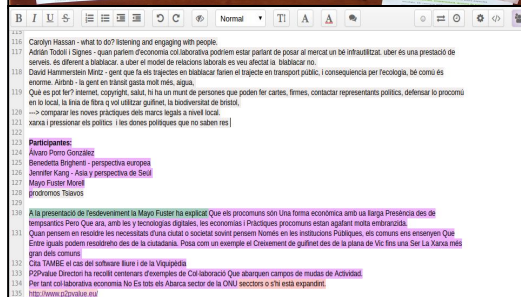 Normal
115
116 Carolyn Hassan - what to do? listening and engaging with people.
117 Adrián Todolí i Signes - quan parlem d'economia col.laborativa podríem estar parlant de posar al mercat un bé infrautilitzat. uber és una prestació de
serveis. és diferent a blablacar. a uber el model de relacions laborals es veu afectat ia blablacar no.
118 David Hammerstein Mintz - gent que fa els trajectes en blablacar farien el trajecte en transport públic, i consequencia per l'ecologia, bé comú és
enorme. Airbnb - la gent en trànsit gasta molt més, aigua,
119 Qué es pot fer? internet, copyright, salut, hi ha un munt de persones que poden fer cartes, firmes, contactar representants politics, defensar lo procomú
en lo local, la linia de fibra q vol utilitzar guifinet, la biodiversitat de bristol,
120 ---> comparar les noves pràctiques dels marcs legals a nivell local.
121 xarxa i pressionar els polítics i les dones polítiques que no saben res
122
123 Participantes:
124 Álvaro Porro González
125 Benedetta Brighenti - perspectiva europea
126 Kyung Jin Kang - Asia y perspectiva de Seúl
127 Mayo Fuster Morell
128 prodromos Tsiavos
129
130 A la presentació de l'esdeveniment la Mayo Fuster ha explicat Que els procomuns són Una forma econòmica amb ua llarga Presència des de
tempsantics Pero Que ara, amb les y tecnologias digitales, les economias i Pràctiques procomuns estan agafant molta embranzida.
131 Quan pensem en resoldre les necessitats d'una ciutat o societat sovint pensem Només en les institucions Públiques, els comuns ens ensenyen Que
Entre iguals podem resoldreho des de la ciutadania. Posa com un exemple el Creixement de guifinet des de la plana de Vic fins una Ser La Xarxa més
gran dels comuns
132 Cita TAMBE el cas del software lliure i de la Viquipèdia
133 P2Pvalue Directori ha recollit centenars d'exemples de Col·laboració Que abarquen campos de mudas de Actividad.
134 Per tant col·laborativa economia No Es tots els Abarca sector de la ONU sectctors o s'hi està expandint.
135 http://www.p2pvalue.eu/